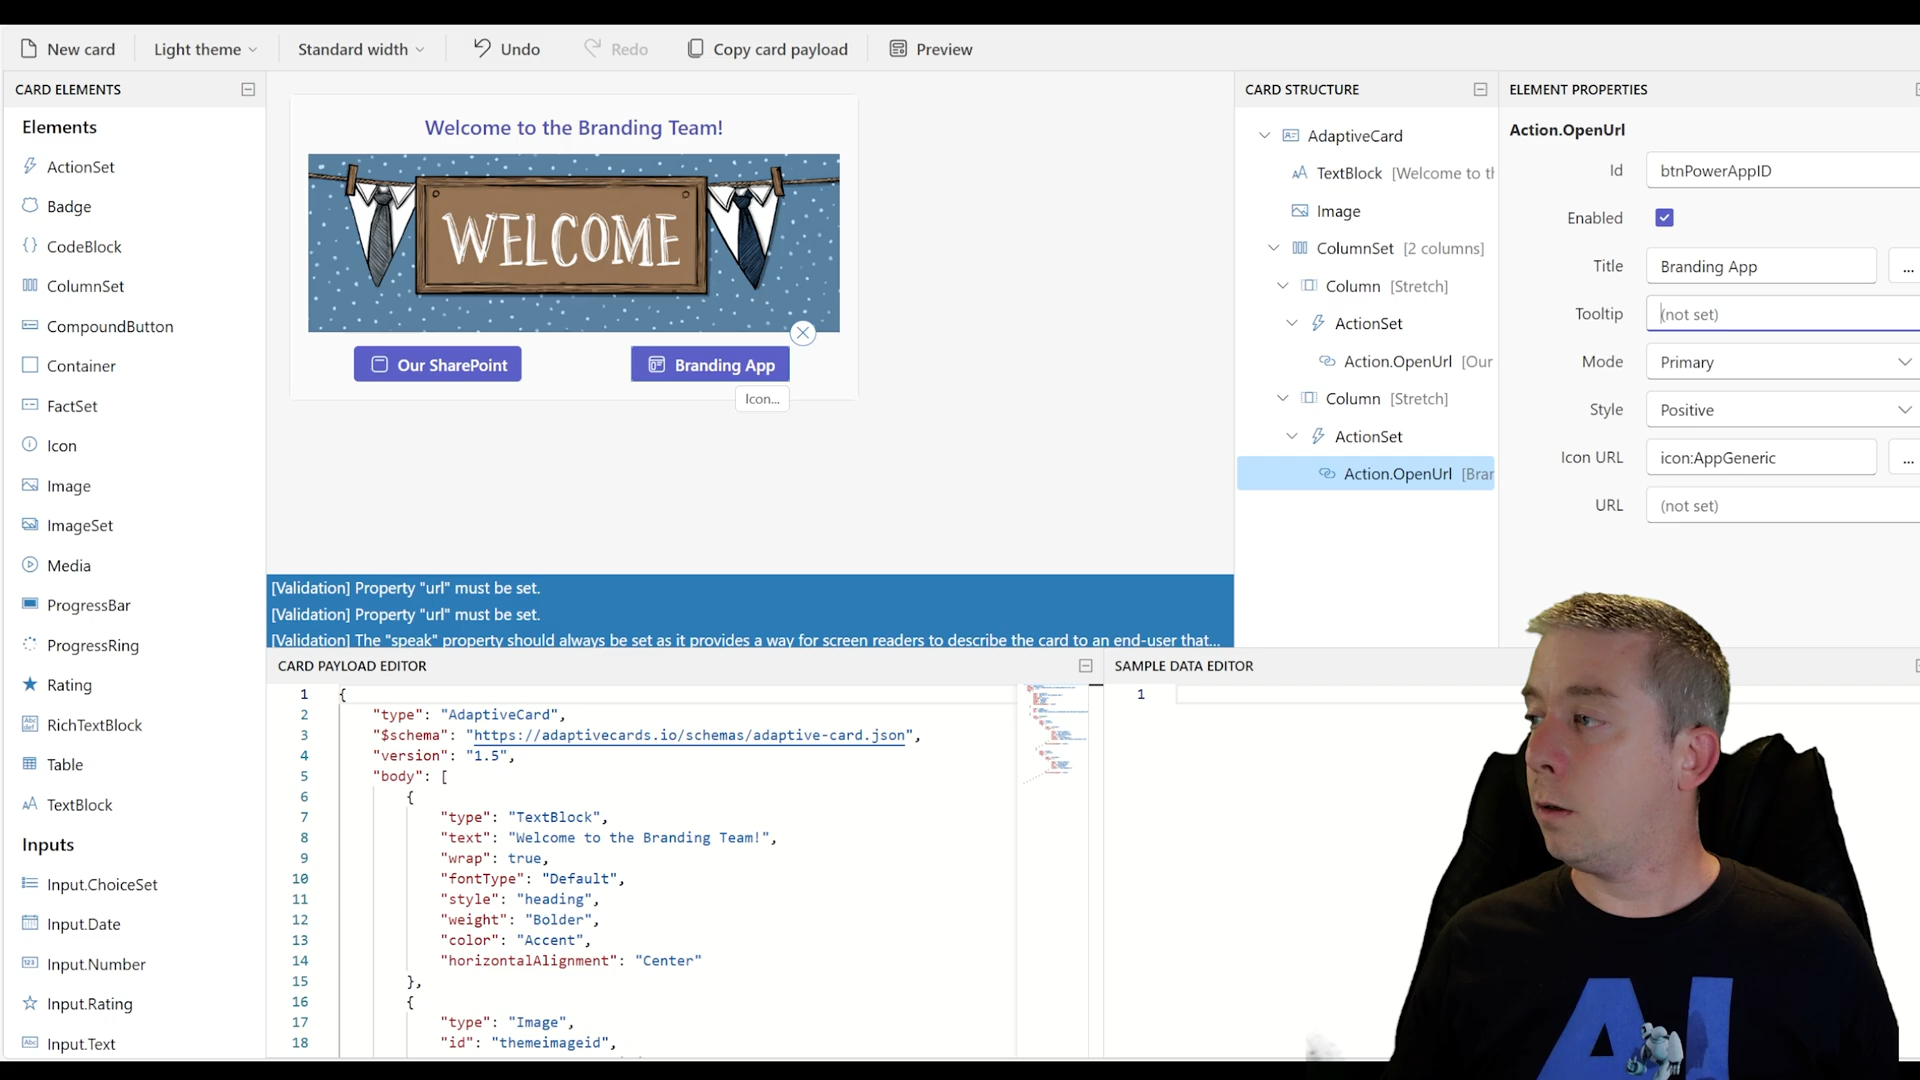 New card
Light theme
Standard width
Undo
Redo
Copy card payload
Preview
CARD ELEMENTS
Elements
ActionSet
Badge
CodeBlock
ColumnSet
CompoundButton
Container
FactSet
Icon
Image
ImageSet
Media
ProgressBar
ProgressRing
Rating
RichTextBlock
Table
TextBlock
Inputs
Input.ChoiceSet
Input.Date
Input.Number
Input.Rating
Input.Text
Welcome to the Branding Team!
WELCOME
Our SharePoint
Branding App
Icon...
[Validation] Property "url" must be set.
[Validation] Property "url" must be set.
[Validation] The "speak" property should always be set as it provides a way for screen readers to describe the card to an end-user that...
CARD STRUCTURE
AdaptiveCard
TextBlock [Welcome to th
Image
ColumnSet [2 columns]
Column [Stretch]
ActionSet
Action.OpenUrl [Our
Column [Stretch]
ActionSet
Action.OpenUrl [Bran
ELEMENT PROPERTIES
Action.OpenUrl
Id btnPowerAppID
Enabled
Title Branding App ...
Tooltip (not set)
Mode Primary
Style Positive
Icon URL icon:AppGeneric ...
URL (not set)
CARD PAYLOAD EDITOR
1 {
2 "type": "AdaptiveCard",
3 "$schema": "https://adaptivecards.io/schemas/adaptive-card.json",
4 "version": "1.5",
5 "body": [
6 {
7 "type": "TextBlock",
8 "text": "Welcome to the Branding Team!",
9 "wrap": true,
10 "fontType": "Default",
11 "style": "heading",
12 "weight": "Bolder",
13 "color": "Accent",
14 "horizontalAlignment": "Center"
15 },
16 {
17 "type": "Image",
18 "id": "themeimageid",
SAMPLE DATA EDITOR
1
AI